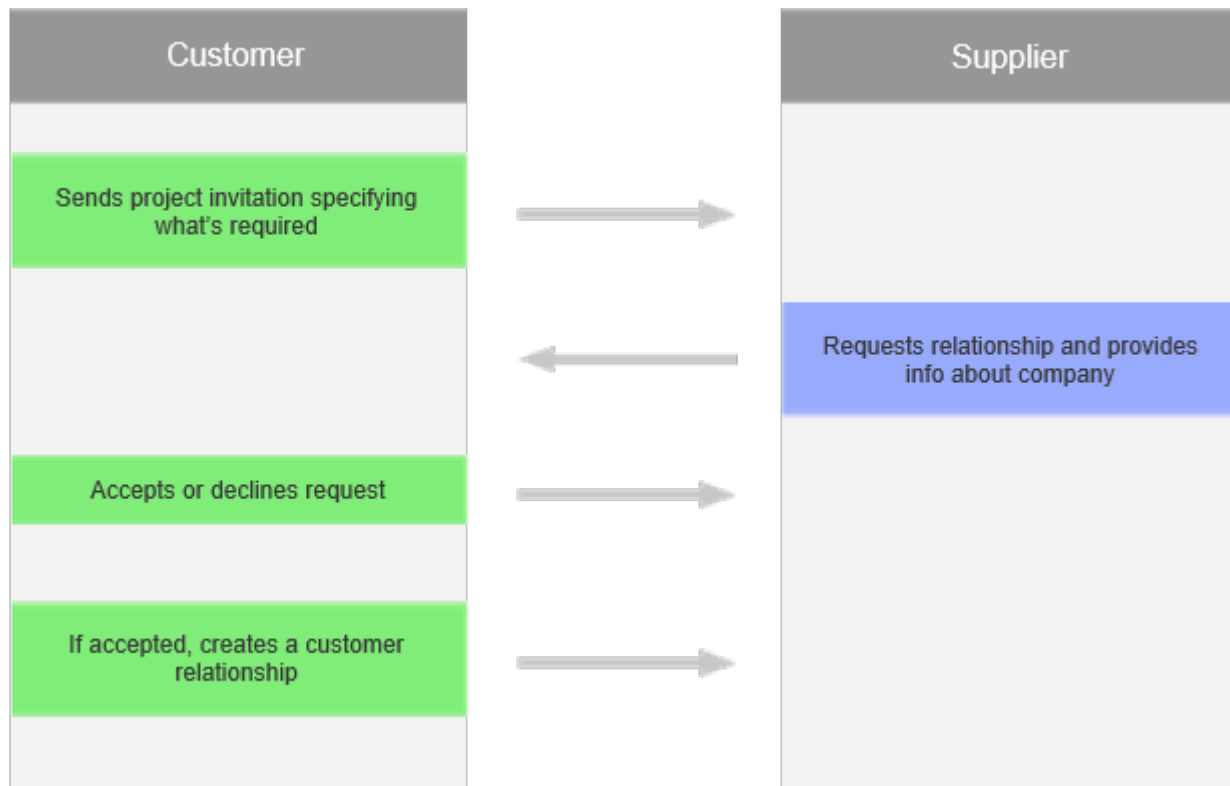 Customer
Supplier
Sends project invitation specifying
what's required
Requests relationship and provides
info about company
Accepts or declines request
If accepted, creates a customer
relationship